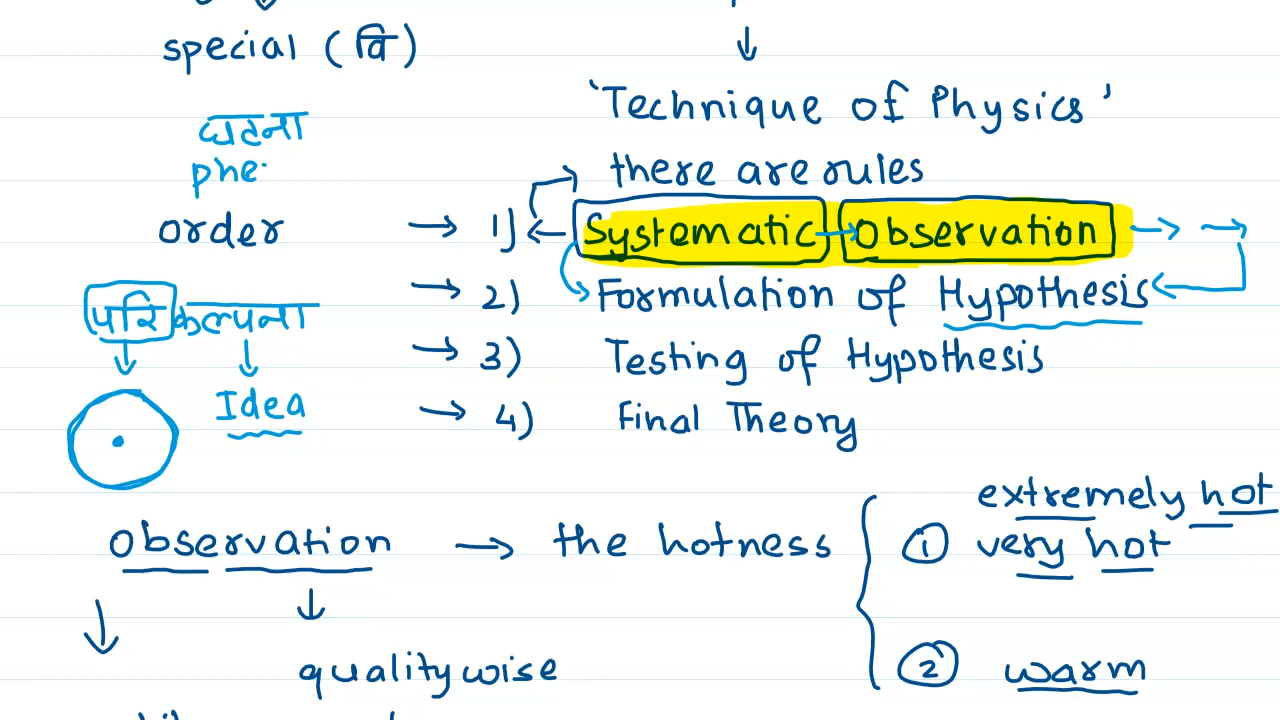 special (वि)
'Technique of Physics'
घटना
phe.
there are rules
order → 1) ← Systematic → Observation → →
→ 2) Formulation of Hypothesis
परि कल्पना
→ 3) Testing of Hypothesis
Idea
→ 4) Final Theory
extremely hot
observation → the hotness { ① very hot
qualitywise
② warm